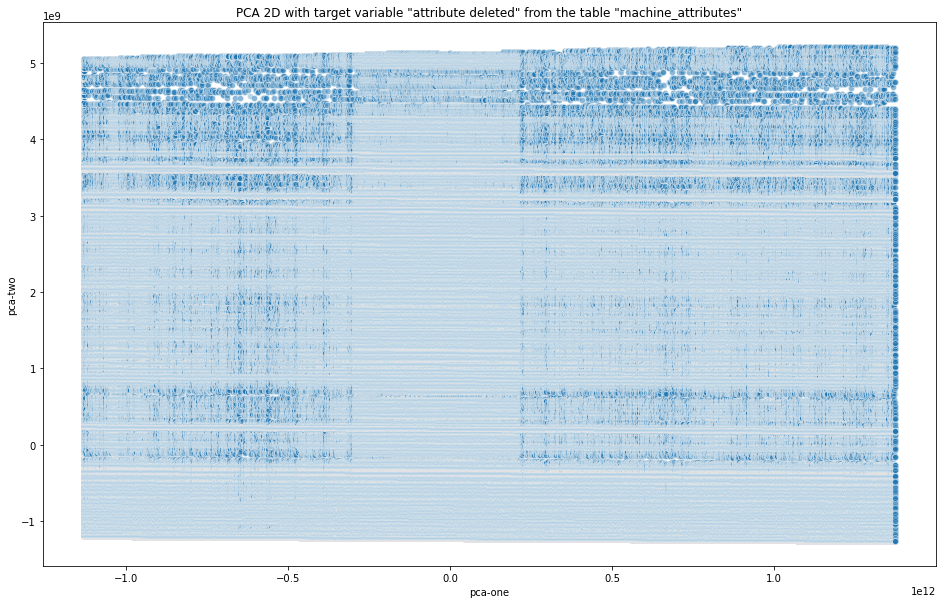 PCA 2D with target variable "attribute deleted" from the table "machine_attributes"
1e9
5
4
3
2
1
0
−1
pca-two
−1.0 −0.5 0.0 0.5 1.0
1e12
pca-one